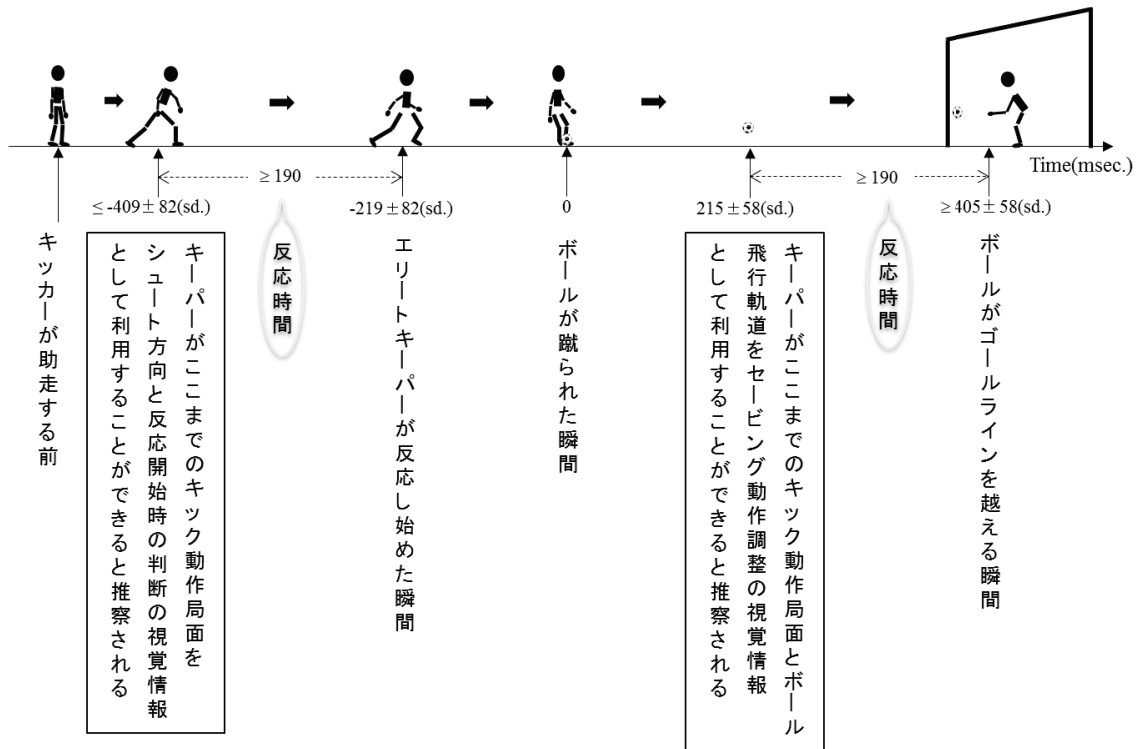 Time(msec.)
≥ 190
≥ 190
≤ -409 ± 82(sd.)
-219 ± 82(sd.)
0
215 ± 58(sd.)
≥ 405 ± 58(sd.)
キッカーが助走する前
キーパーがここまでのキック動作局面を
シュート方向と反応開始時の判断の視覚情報
として利用することができると推察される
反応時間
エリートキーパーが反応し始めた瞬間
ボールが蹴られた瞬間
キーパーがここまでのキック動作局面とボール
飛行軌道をセービング動作調整の視覚情報
として利用することができると推察される
反応時間
ボールがゴールラインを越える瞬間